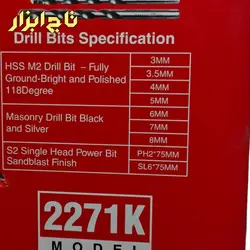 تاج ابزار
Drill Bits Specification
HSS M2 Drill Bit – Fully
Ground-Bright and Polished
118Degree
3MM
3.5MM
4MM
5MM
Masonry Drill Bit Black
and Silver
6MM
7MM
8MM
S2 Single Head Power Bit
Sandblast Finish
PH2*75MM
SL6*75MM
2271K
MODEL